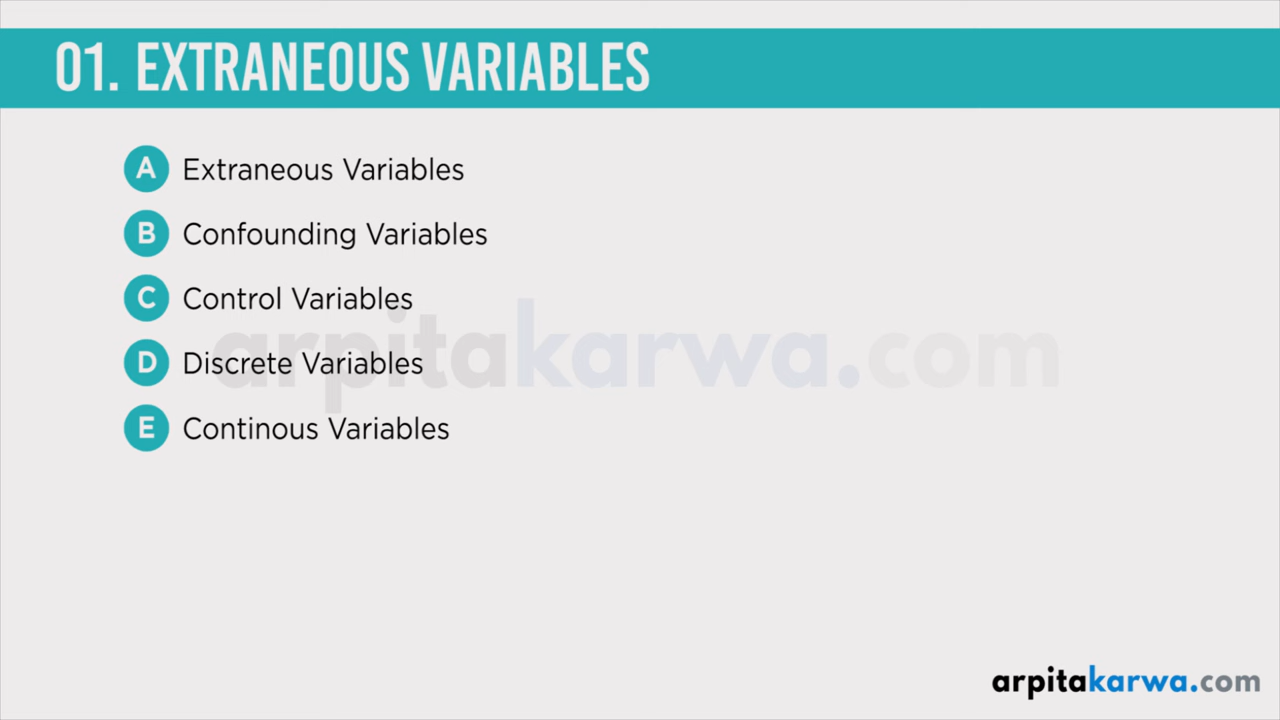 01. EXTRANEOUS VARIABLES
A Extraneous Variables
B Confounding Variables
C Control Variables
D Discrete Variables
E Continous Variables
arpitakarwa.com
arpitakarwa.com